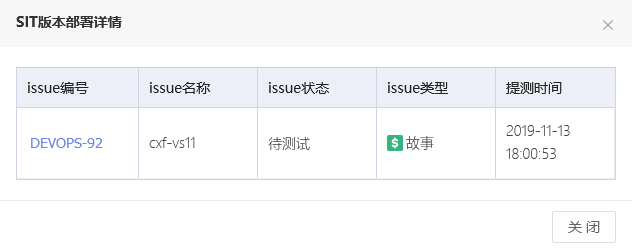 SIT版本部署详情
issue编号 issue名称 issue状态 issue类型 提测时间
DEVOPS-92 cxf-vs11 待测试 $ 故事 2019-11-13
18:00:53
关 闭